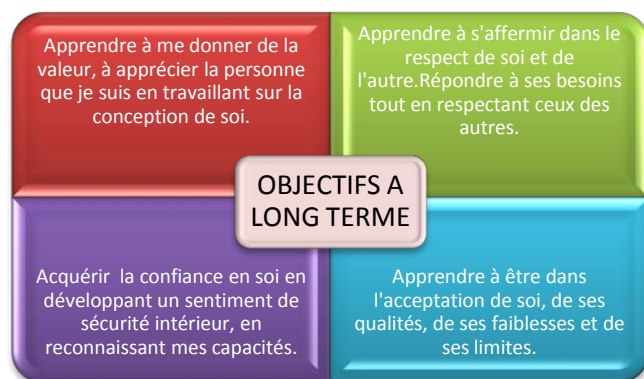 Apprendre à me donner de la
valeur, à apprécier la personne
que je suis en travaillant sur la
conception de soi.
Apprendre à s'affermir dans le
respect de soi et de
l'autre.Répondre à ses besoins
tout en respectant ceux des
autres.
OBJECTIFS A
LONG TERME
Acquérir  la confiance en soi en
développant un sentiment de
sécurité intérieur, en
reconnaissant mes capacités.
Apprendre à être dans
l'acceptation de soi, de ses
qualités, de ses faiblesses et de
ses limites.